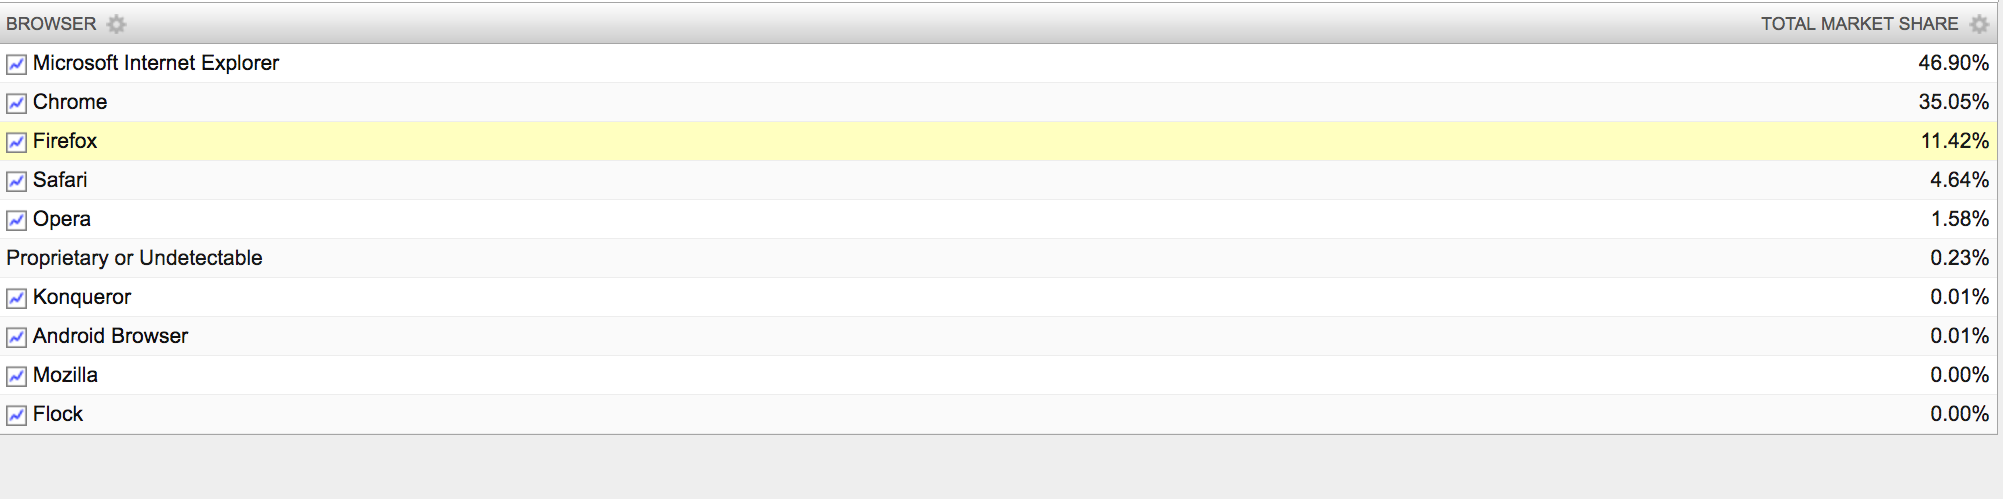 BROWSER TOTAL MARKET SHARE
Microsoft Internet Explorer 46.90%
Chrome 35.05%
Firefox 11.42%
Safari 4.64%
Opera 1.58%
Proprietary or Undetectable 0.23%
Konqueror 0.01%
Android Browser 0.01%
Mozilla 0.00%
Flock 0.00%